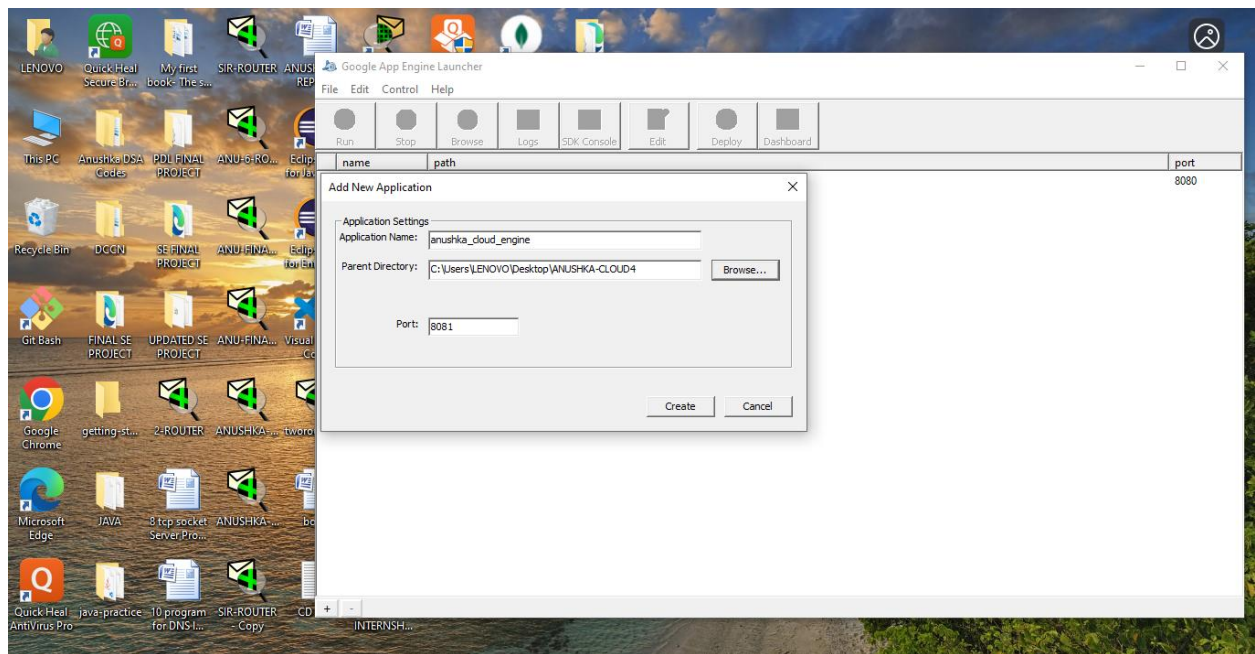 LENOVO
Quick Heal
Secure Br...
My first
book- The s...
SIR-ROUTER
Google App Engine Launcher
File Edit Control Help
Run Stop Browse Logs SDK Console Edit Deploy Dashboard
name path port
8080
Add New Application
Application Settings
Application Name: anushka_cloud_engine
Parent Directory: C:\Users\LENOVO\Desktop\ANUSHKA-CLOUD4 Browse...
Port: 8081
Create Cancel
+ -
This PC
Anushka DSA
Codes
PDL FINAL
PROJECT
ANU-6-RO...
Recycle Bin
DCCN
SE FINAL
PROJECT
ANU-FINA...
Git Bash
FINAL SE
PROJECT
UPDATED SE
PROJECT
ANU-FINA...
Google
Chrome
getting-st...
2-ROUTER
ANUSHKA-...
Microsoft
Edge
JAVA
8 tcp socket
Server Pro...
ANUSHKA-...
Quick Heal
AntiVirus Pro
java-practice
10 program
for DNS l...
SIR-ROUTER
- Copy
CD
INTERNSH...